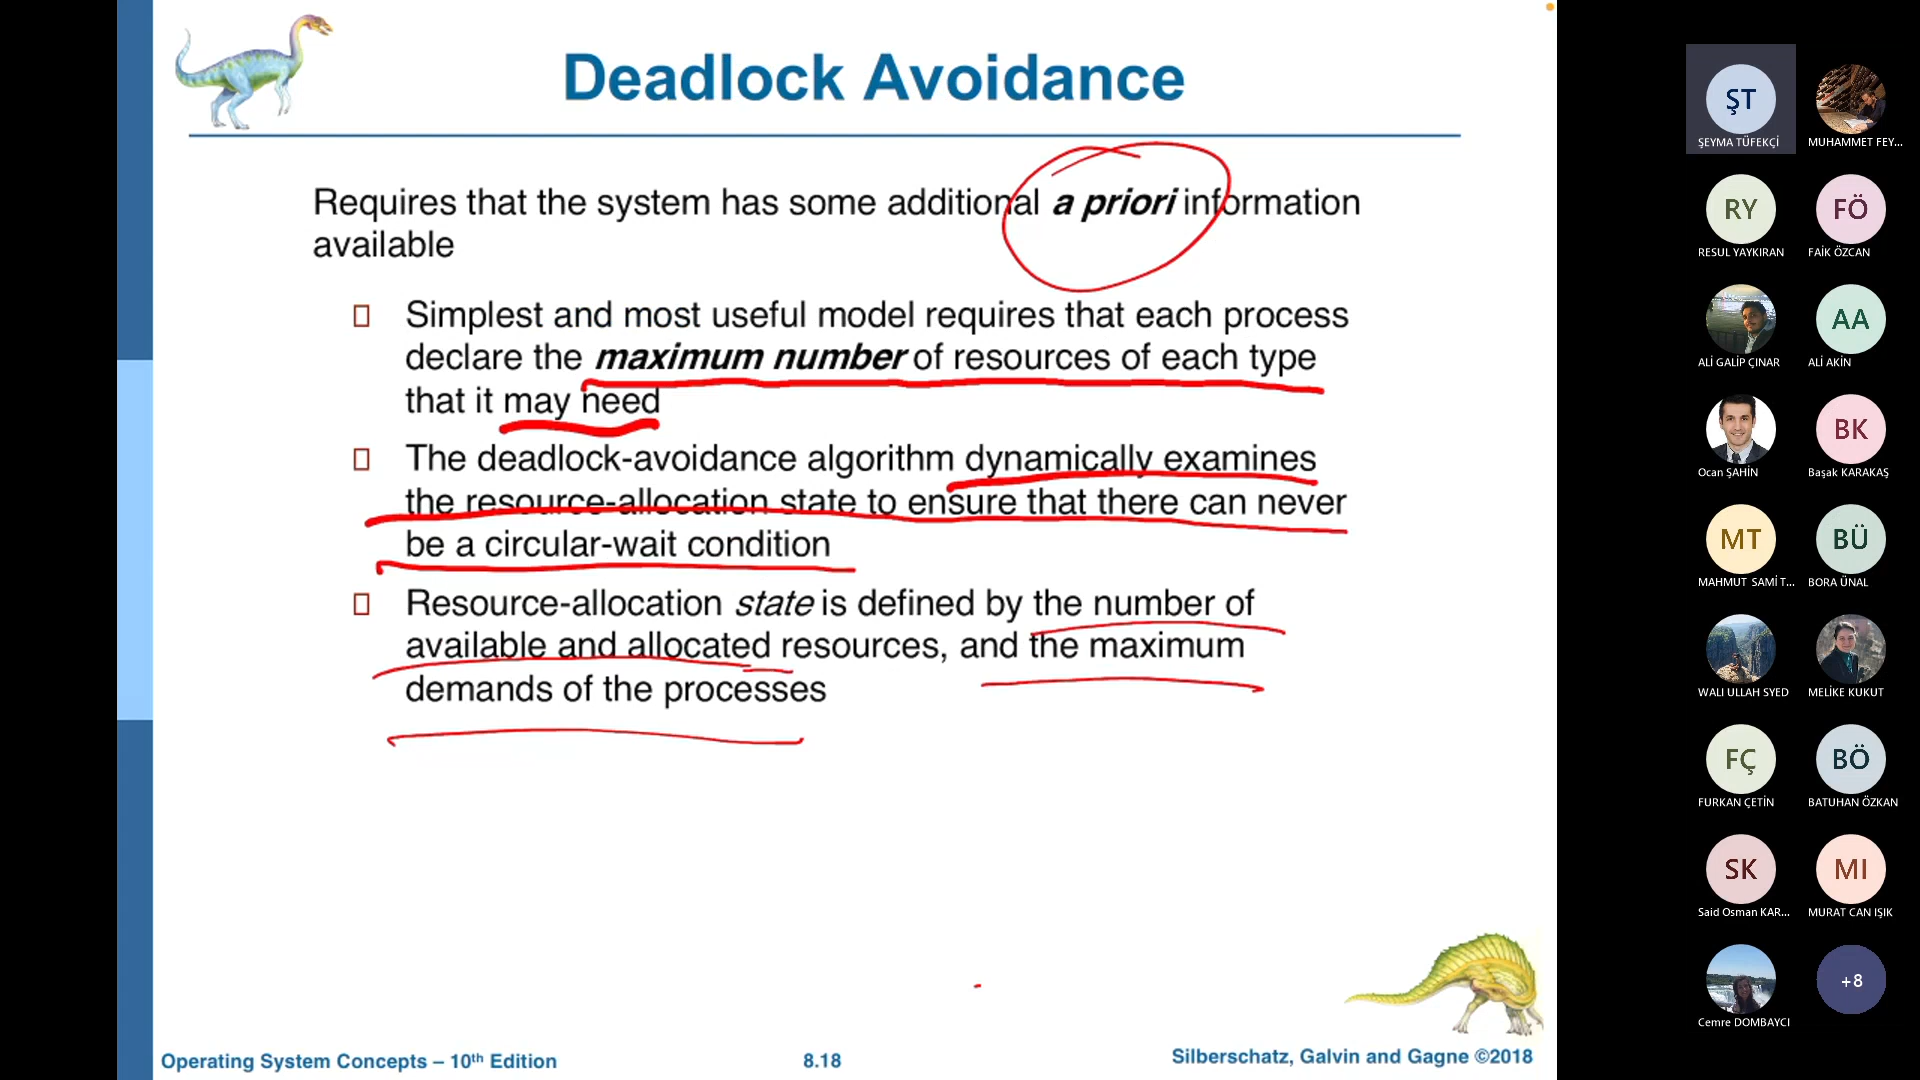 Deadlock Avoidance
Requires that the system has some additional a priori information
available
Simplest and most useful model requires that each process
declare the maximum number of resources of each type
that it may need
The deadlock-avoidance algorithm dynamically examines
the resource-allocation state to ensure that there can never
be a circular-wait condition
Resource-allocation state is defined by the number of
available and allocated resources, and the maximum
demands of the processes
Operating System Concepts – 10th Edition
8.18
Silberschatz, Galvin and Gagne ©2018
ŞT
ŞEYMA TÜFEKÇİ
MUHAMMET FEY...
RY
RESUL YAYKIRAN
FÖ
FAİK ÖZCAN
ALİ GALİP ÇINAR
AA
ALİ AKİN
Ocan ŞAHİN
BK
Başak KARAKAŞ
MT
MAHMUT SAMİ T...
BÜ
BORA ÜNAL
WALI ULLAH SYED
MELİKE KUKUT
FÇ
FURKAN ÇETİN
BÖ
BATUHAN ÖZKAN
SK
Said Osman KAR...
MI
MURAT CAN IŞIK
Cemre DOMBAYCI
+8